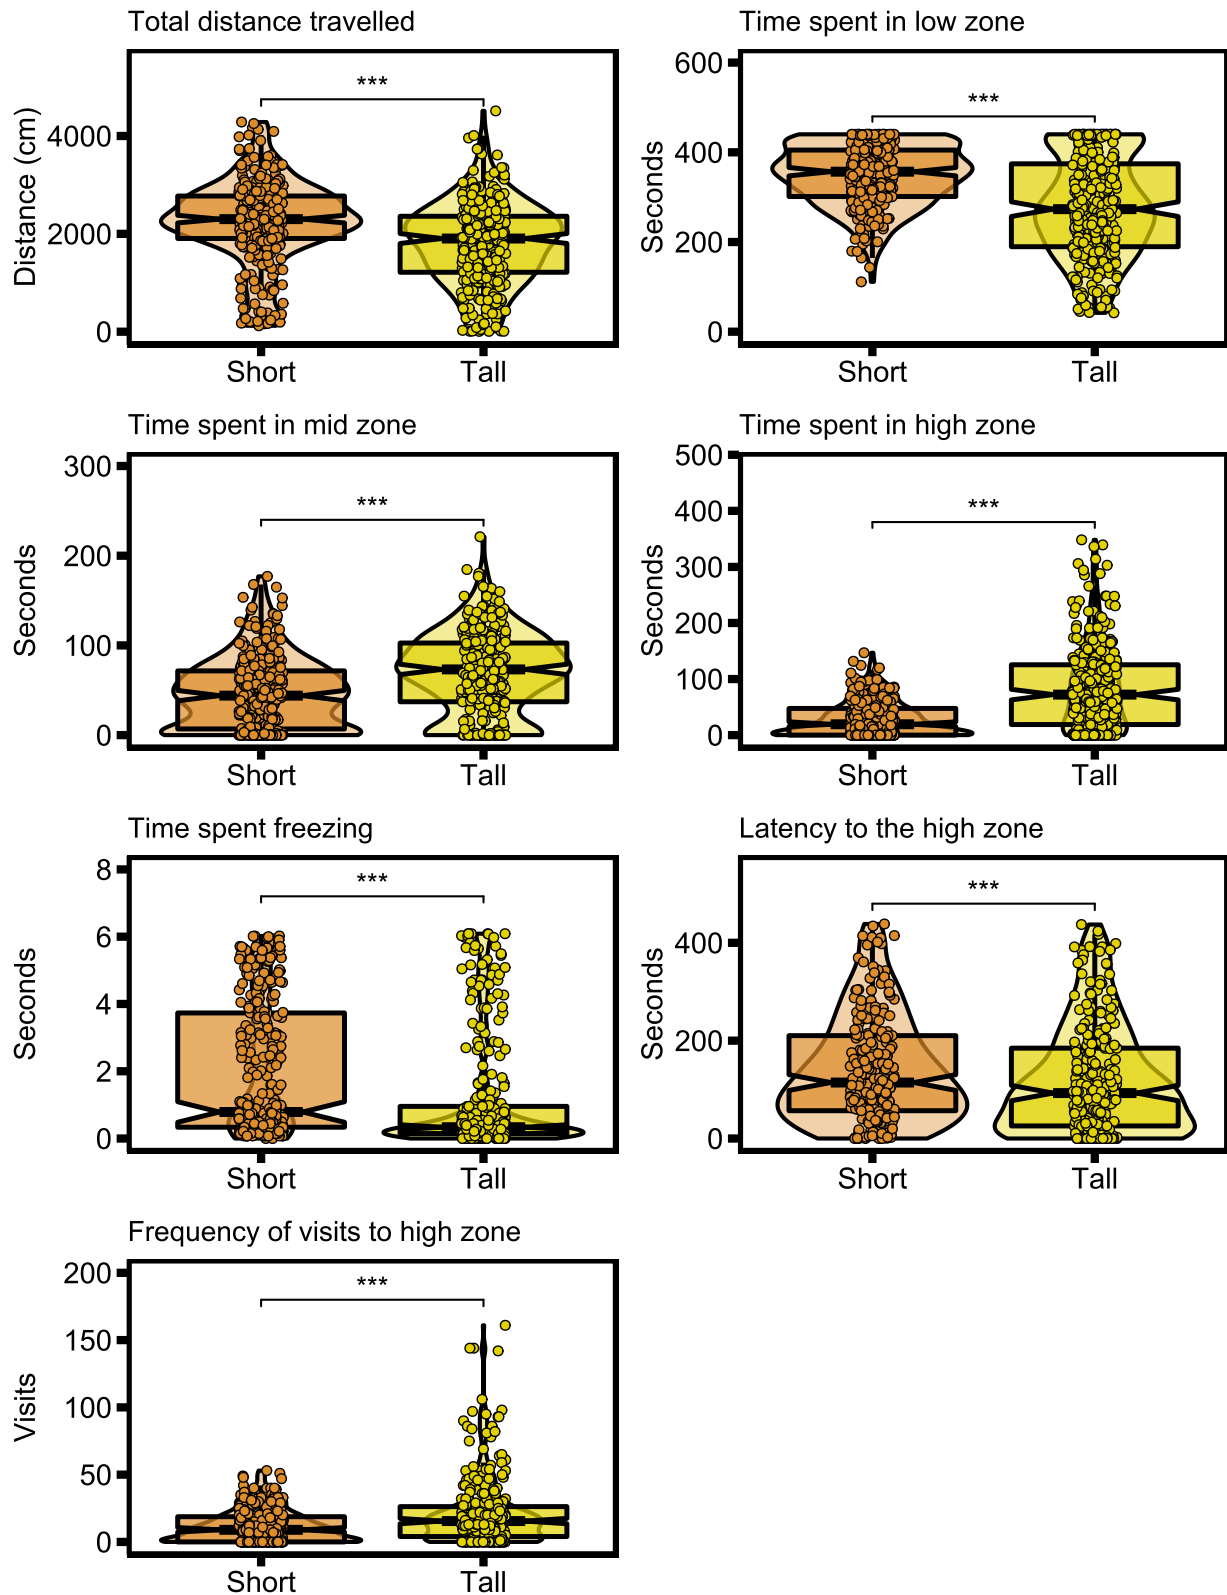 Total distance travelled
Distance (cm)
4000
2000
0
***
Short Tall
Time spent in low zone
Seconds
600
400
200
0
***
Short Tall
Time spent in mid zone
Seconds
300
200
100
0
***
Short Tall
Time spent in high zone
Seconds
500
400
300
200
100
0
***
Short Tall
Time spent freezing
Seconds
8
6
4
2
0
***
Short Tall
Latency to the high zone
Seconds
400
200
0
***
Short Tall
Frequency of visits to high zone
Visits
200
150
100
50
0
***
Short Tall